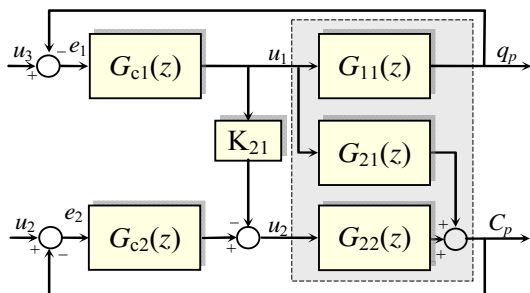 u3 − e1 Gc1(z) u1 G11(z) qp
+
K21 G21(z)
u2 e2 Gc2(z) − u2 G22(z) + Cp
+ − + +